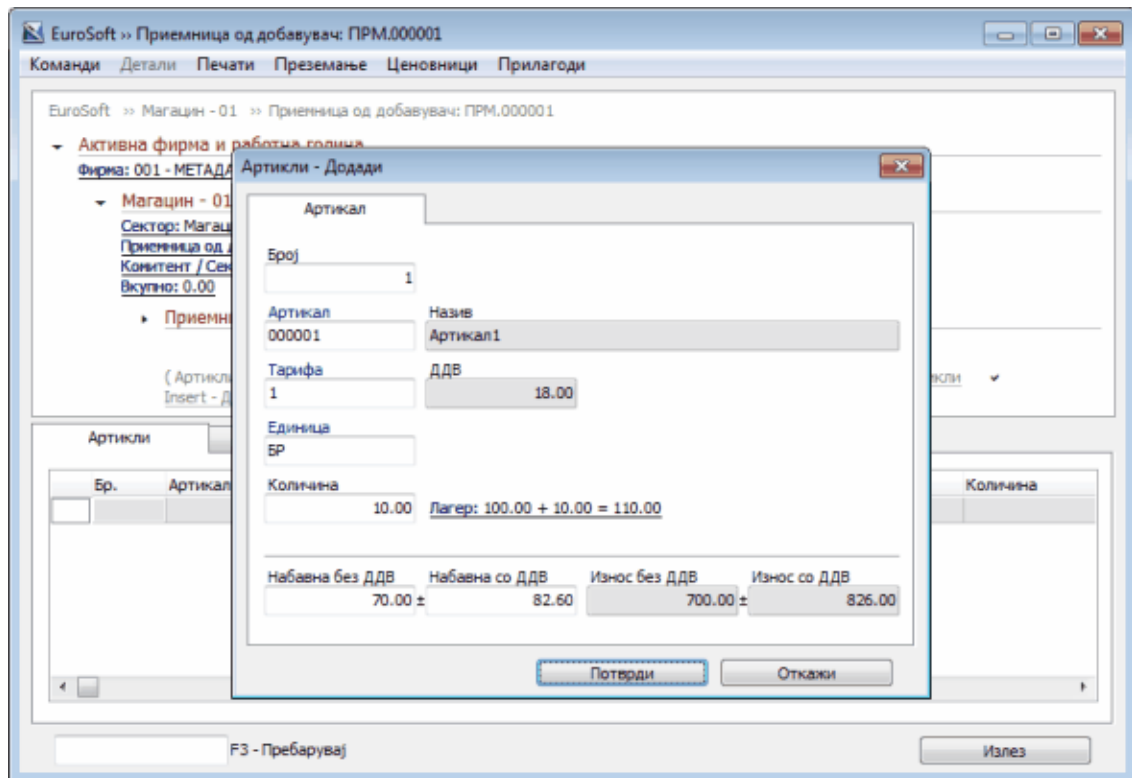 EuroSoft » Приемница од добавувач: ПРМ.000001
Команди Детали Печати Преземање Ценовници Прилагоди
EuroSoft » Магацин - 01 » Приемница од добавувач: ПРМ.000001
Активна фирма и работна година
Фирма: 001 - МЕТАДА
Магацин - 01
Сектор: Магац
Приемница од
Комитент / Сек
Вкупно: 0.00
Приемн
( Артикли
Insert - Д
Артикли
Бр. Артикал Количина
Артикли - Додади
Артикал
Број
1
Артикал Назив
000001 Артикал1
Тарифа ДДВ
1 18.00
Единица
БР
Количина
10.00 Лагер: 100.00 + 10.00 = 110.00
Набавна без ДДВ Набавна со ДДВ Износ без ДДВ Износ со ДДВ
70.00 ± 82.60 700.00 ± 826.00
Потврди Откажи
F3 - Пребарувај Излез